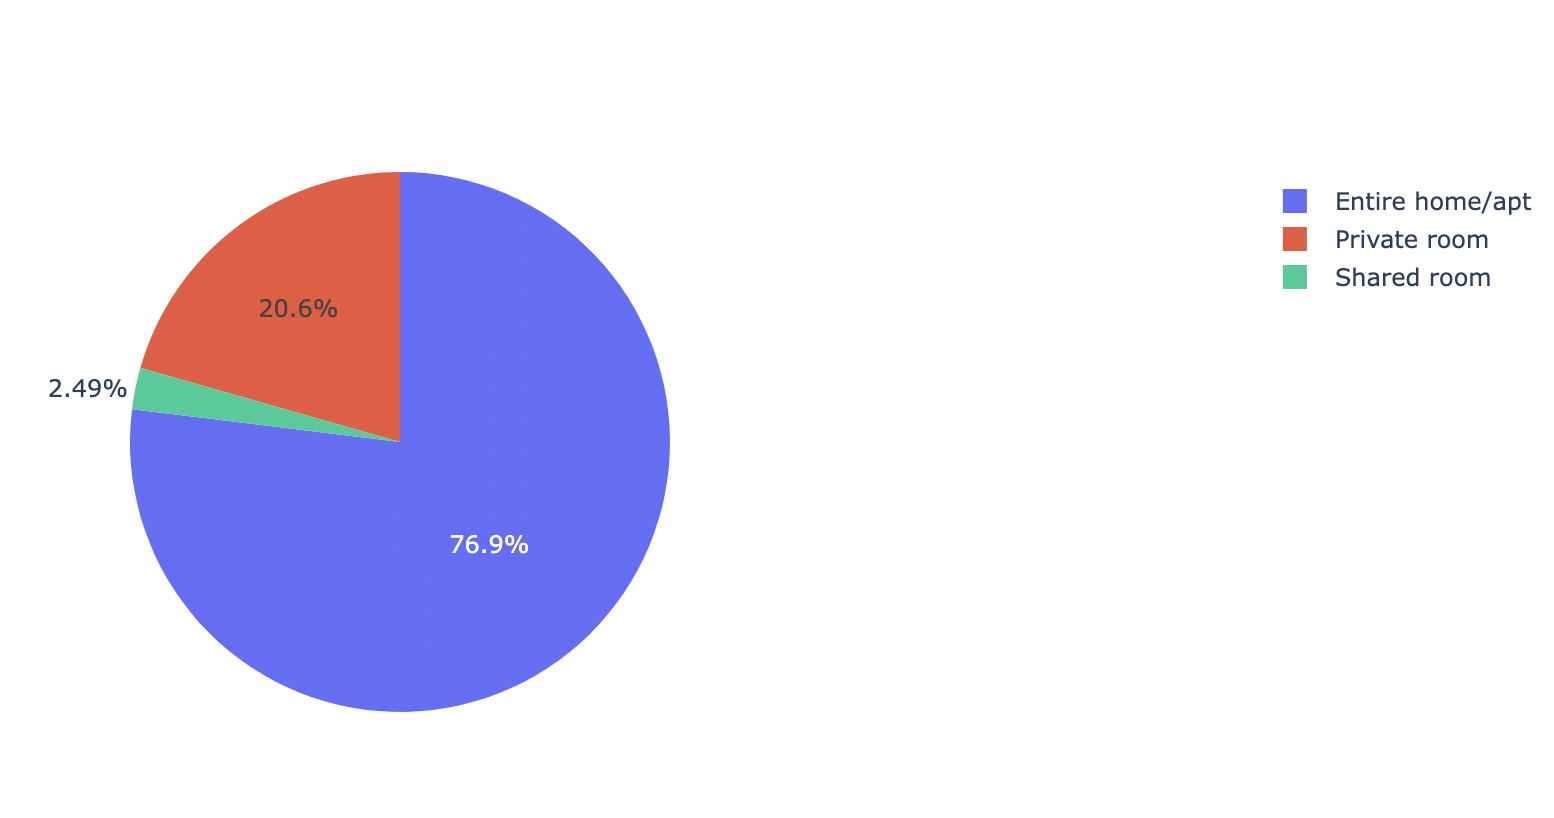 Entire home/apt
Private room
Shared room
20.6%
2.49%
76.9%